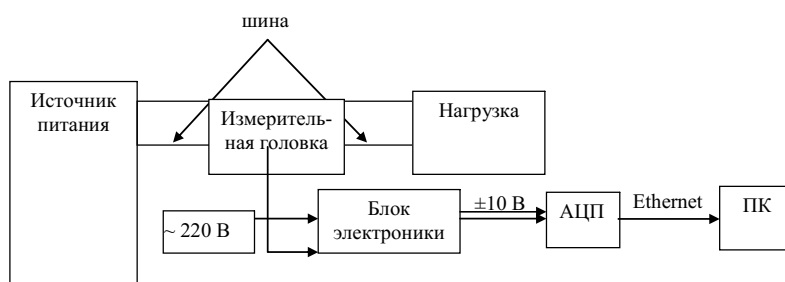 шина
Источник
питания
Измеритель-
ная головка
Нагрузка
~ 220 В
Блок
электроники
±10 В
АЦП
Ethernet
ПК